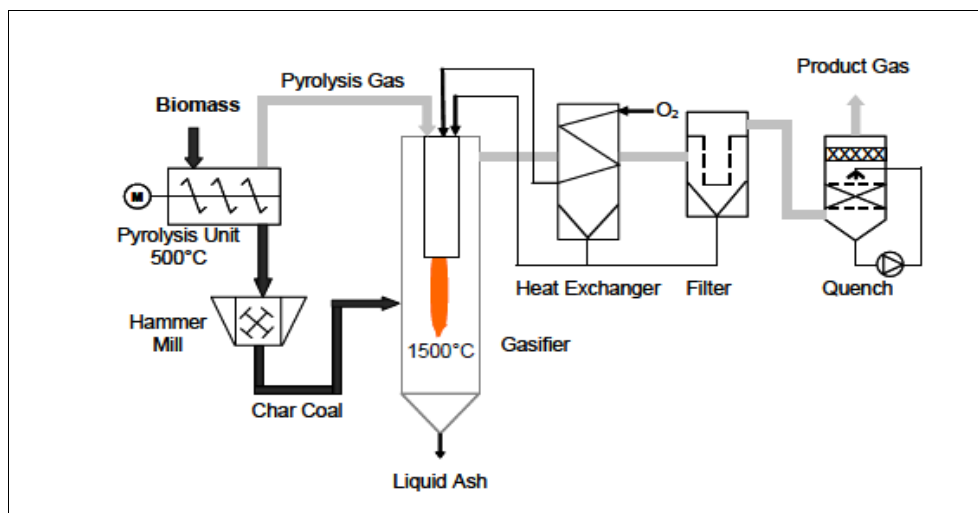 Product Gas
Pyrolysis Gas
Biomass
O₂
M
Pyrolysis Unit
500°C
Heat Exchanger
Filter
Quench
Hammer
Mill
1500°C
Gasifier
Char Coal
Liquid Ash